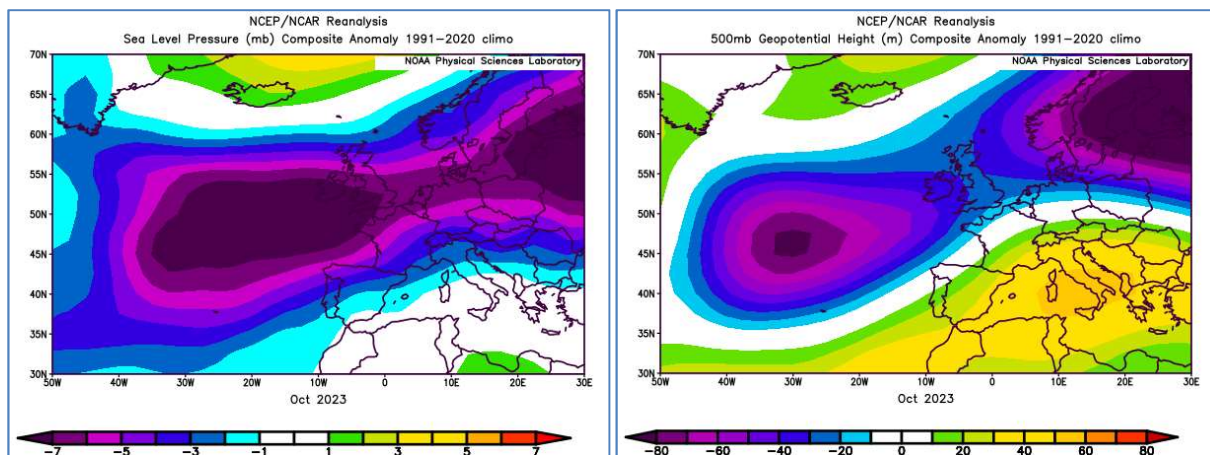 NCEP/NCAR Reanalysis
Sea Level Pressure (mb) Composite Anomaly 1991−2020 climo
NOAA Physical Sciences Laboratory
70N
65N
60N
55N
50N
45N
40N
35N
30N
50W 40W 30W 20W 10W 0 10E 20E 30E
Oct 2023
−7 −5 −3 −1 1 3 5 7
NCEP/NCAR Reanalysis
500mb Geopotential Height (m) Composite Anomaly 1991−2020 climo
NOAA Physical Sciences Laboratory
70N
65N
60N
55N
50N
45N
40N
35N
30N
50W 40W 30W 20W 10W 0 10E 20E 30E
Oct 2023
−80 −60 −40 −20 0 20 40 60 80